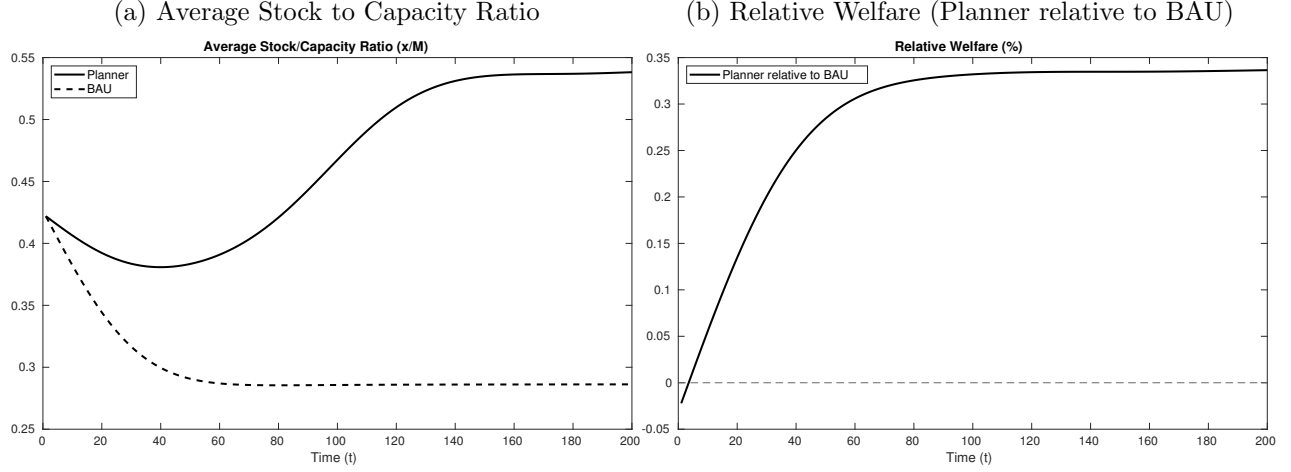 (a) Average Stock to Capacity Ratio
Average Stock/Capacity Ratio (x/M)
Planner
BAU
0.55
0.5
0.45
0.4
0.35
0.3
0.25
0 20 40 60 80 100 120 140 160 180 200
Time (t)
(b) Relative Welfare (Planner relative to BAU)
Relative Welfare (%)
Planner relative to BAU
0.35
0.3
0.25
0.2
0.15
0.1
0.05
0
-0.05
0 20 40 60 80 100 120 140 160 180 200
Time (t)